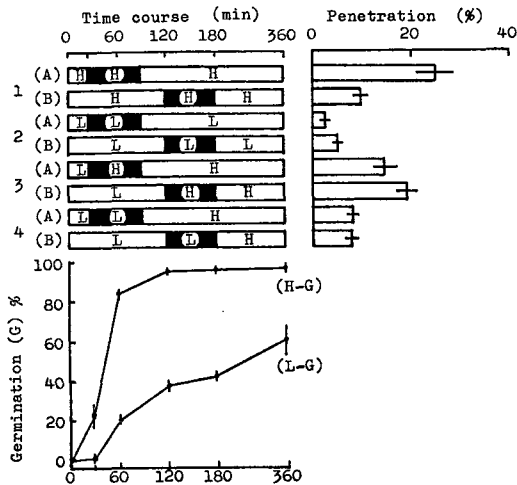 Time course (min)
Penetration (%)
0 60 120 180 360
0 20 40
1 (A) H H H
(B) H H H
2 (A) L L L
(B) L L L
3 (A) L H H
(B) L H H
4 (A) L L H
(B) L L H
Germination (G) %
100
80
60
40
20
0
(H-G)
(L-G)
0 60 120 180 360